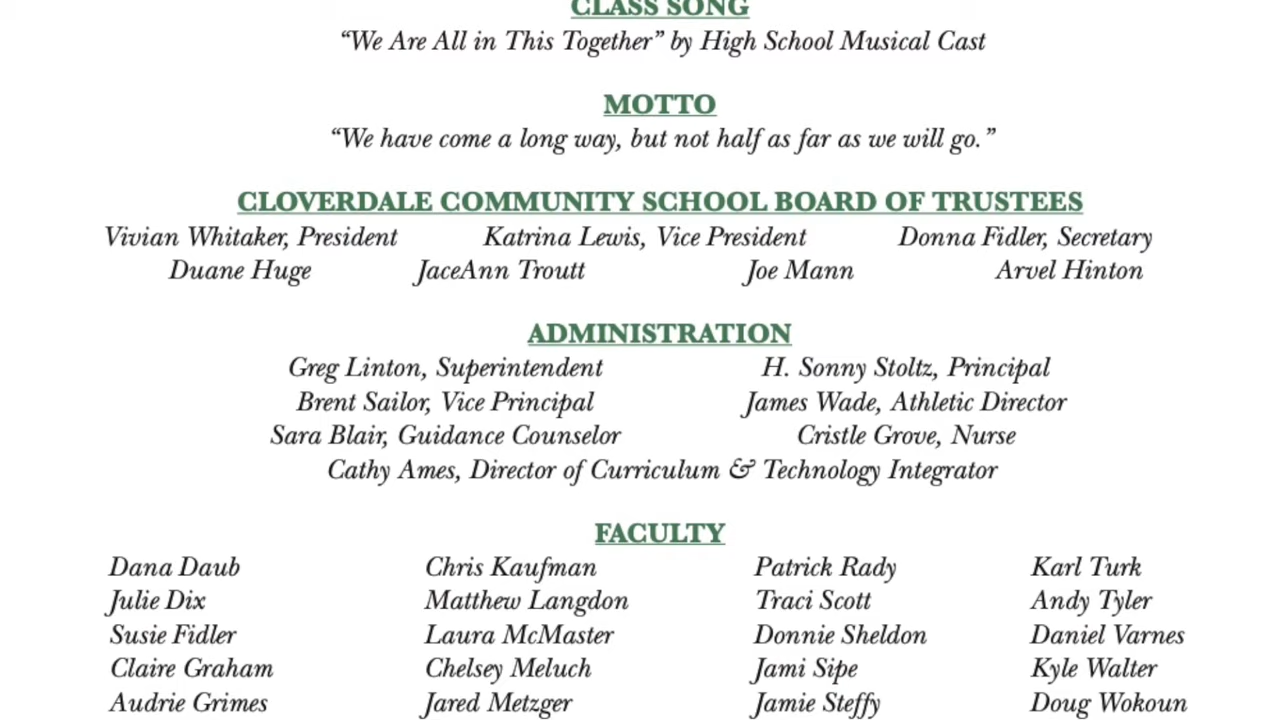 CLASS SONG
“We Are All in This Together” by High School Musical Cast
MOTTO
“We have come a long way, but not half as far as we will go.”
CLOVERDALE COMMUNITY SCHOOL BOARD OF TRUSTEES
Vivian Whitaker, President Katrina Lewis, Vice President Donna Fidler, Secretary
Duane Huge JaceAnn Troutt Joe Mann Arvel Hinton
ADMINISTRATION
Greg Linton, Superintendent H. Sonny Stoltz, Principal
Brent Sailor, Vice Principal James Wade, Athletic Director
Sara Blair, Guidance Counselor Cristle Grove, Nurse
Cathy Ames, Director of Curriculum & Technology Integrator
FACULTY
Dana Daub Chris Kaufman Patrick Rady Karl Turk
Julie Dix Matthew Langdon Traci Scott Andy Tyler
Susie Fidler Laura McMaster Donnie Sheldon Daniel Varnes
Claire Graham Chelsey Meluch Jami Sipe Kyle Walter
Audrie Grimes Jared Metzger Jamie Steffy Doug Wokoun